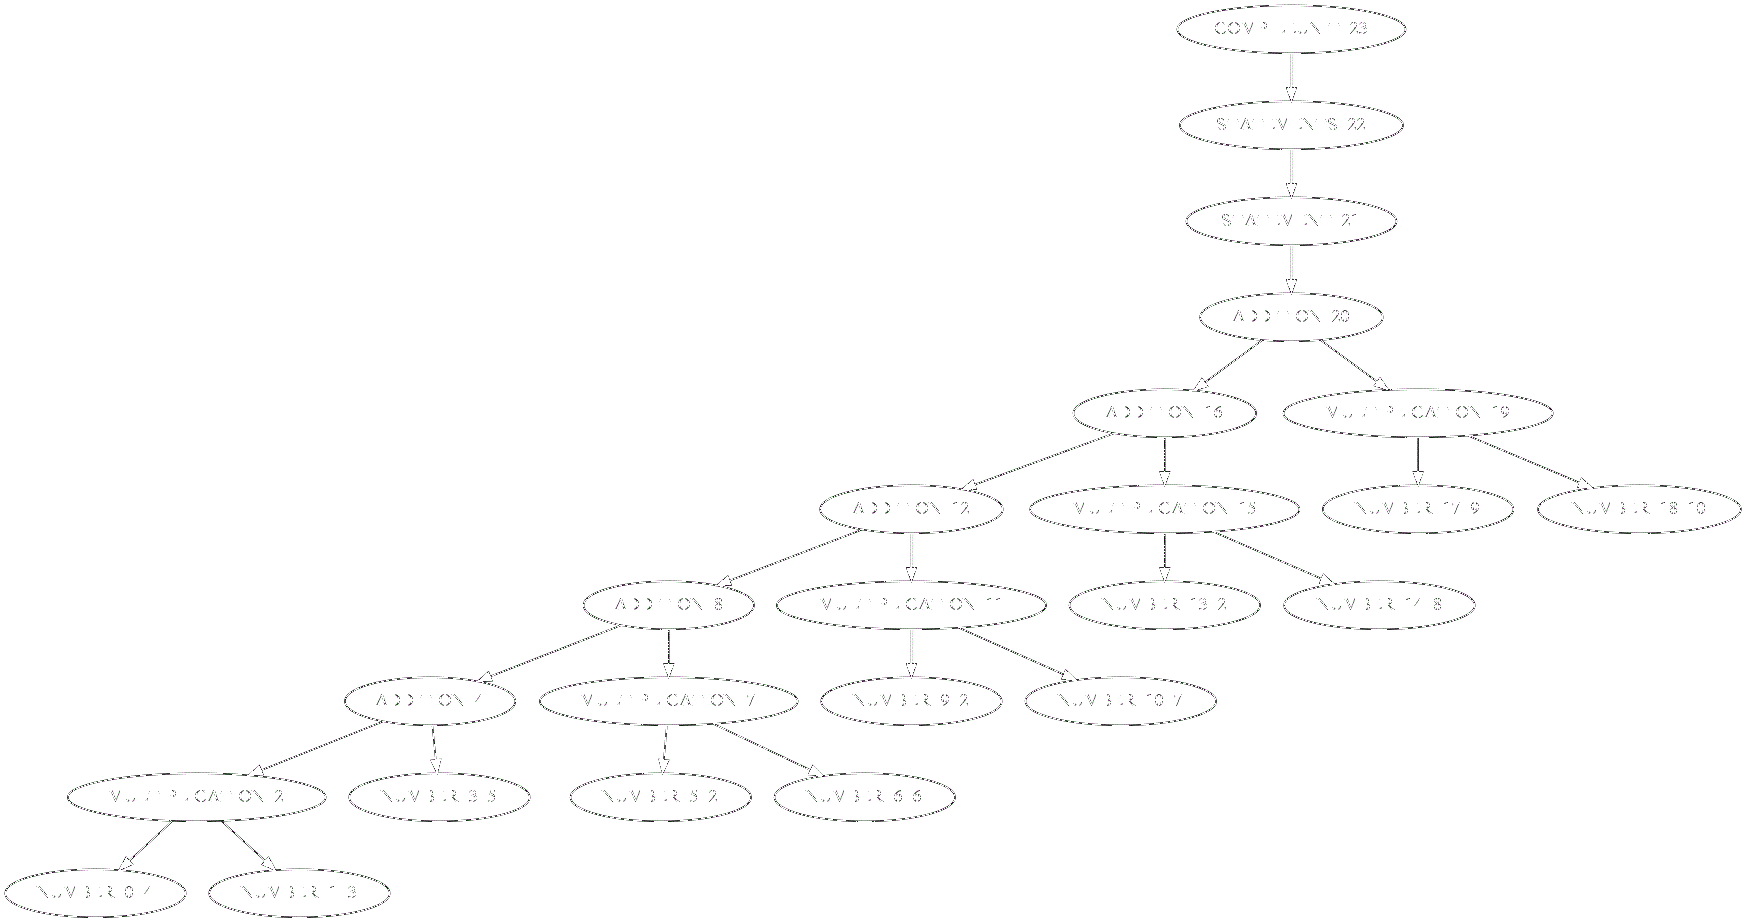 COMPILEUNIT 23
STATEMENTS 22
STATEMENT 21
ADDITION 20
ADDITION 16
MULTIPLICATION 19
ADDITION 12
MULTIPLICATION 15
NUMBER 17 9
NUMBER 18 10
ADDITION 8
MULTIPLICATION 11
NUMBER 13 2
NUMBER 14 8
ADDITION 4
MULTIPLICATION 7
NUMBER 9 2
NUMBER 10 7
MULTIPLICATION 2
NUMBER 3 5
NUMBER 5 2
NUMBER 6 6
NUMBER 0 4
NUMBER 1 3